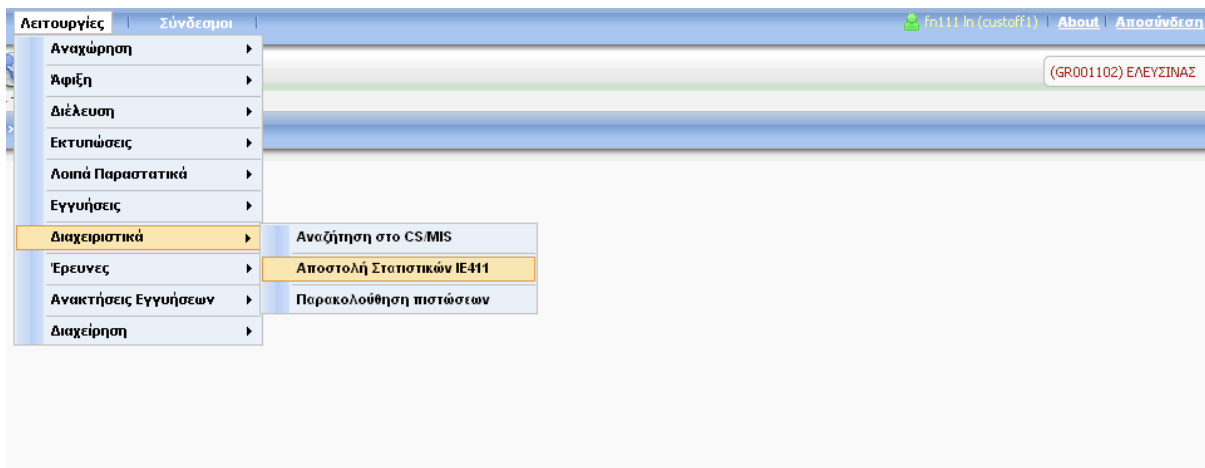 Λειτουργίες | Σύνδεσμοι | fn111 ln (custoff1) | About | Αποσύνδεση
Αναχώρηση
Άφιξη
(GR001102) ΕΛΕΥΣΙΝΑΣ
Διέλευση
Εκτυπώσεις
Λοιπά Παραστατικά
Εγγυήσεις
Διαχειριστικά
Αναζήτηση στο CS/MIS
Έρευνες
Αποστολή Στατιστικών ΙΕ411
Ανακτήσεις Εγγυήσεων
Παρακολούθηση πιστώσεων
Διαχείρηση